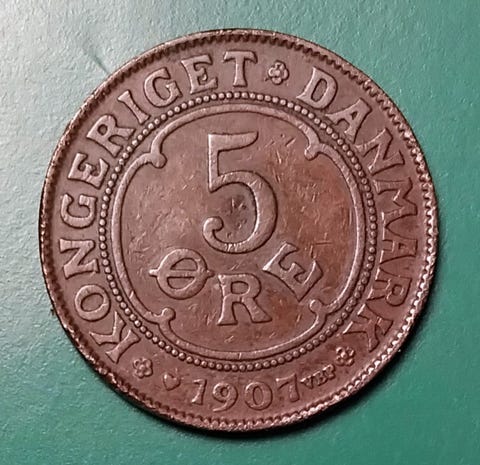 KONGERIGET DANMARK
5
ØRE
1907 VBP